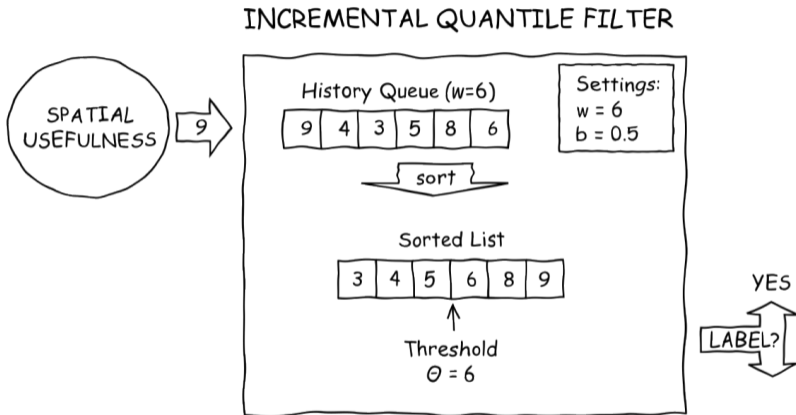 INCREMENTAL QUANTILE FILTER
SPATIAL
USEFULNESS
9
History Queue (w=6)
9 4 3 5 8 6
Settings:
w = 6
b = 0.5
sort
Sorted List
3 4 5 6 8 9
Threshold
Θ = 6
YES
LABEL?